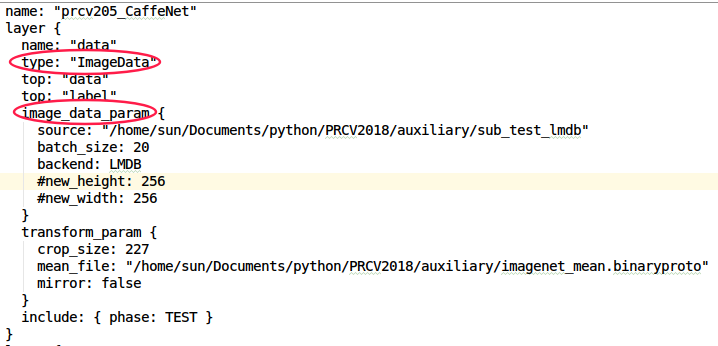 name: "prcv205_CaffeNet"
layer {
  name: "data"
  type: "ImageData"
  top: "data"
  top: "label"
  image_data_param {
    source: "/home/sun/Documents/python/PRCV2018/auxiliary/sub_test_lmdb"
    batch_size: 20
    backend: LMDB
    #new_height: 256
    #new_width: 256
  }
  transform_param {
    crop_size: 227
    mean_file: "/home/sun/Documents/python/PRCV2018/auxiliary/imagenet_mean.binaryproto"
    mirror: false
  }
  include: { phase: TEST }
}